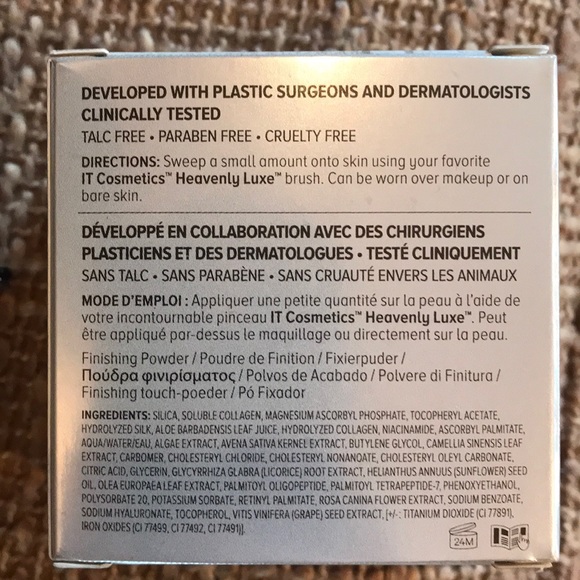 DEVELOPED WITH PLASTIC SURGEONS AND DERMATOLOGISTS
CLINICALLY TESTED
TALC FREE • PARABEN FREE • CRUELTY FREE
DIRECTIONS: Sweep a small amount onto skin using your favorite
IT Cosmetics™ Heavenly Luxe™ brush. Can be worn over makeup or on
bare skin.
DÉVELOPPÉ EN COLLABORATION AVEC DES CHIRURGIENS
PLASTICIENS ET DES DERMATOLOGUES • TESTÉ CLINIQUEMENT
SANS TALC • SANS PARABÈNE • SANS CRUAUTÉ ENVERS LES ANIMAUX
MODE D'EMPLOI : Appliquer une petite quantité sur la peau à l'aide de
votre incontournable pinceau IT Cosmetics™ Heavenly Luxe™. Peut
être appliqué par-dessus le maquillage ou directement sur la peau.
Finishing Powder / Poudre de Finition / Fixierpuder /
Πούδρα φινιρίσματος / Polvos de Acabado / Polvere di Finitura /
Finishing touch-poeder / Pó Fixador
INGREDIENTS: SILICA, SOLUBLE COLLAGEN, MAGNESIUM ASCORBYL PHOSPHATE, TOCOPHERYL ACETATE,
HYDROLYZED SILK, ALOE BARBADENSIS LEAF JUICE, HYDROLYZED COLLAGEN, NIACINAMIDE, ASCORBYL PALMITATE,
AQUA/WATER/EAU, ALGAE EXTRACT, AVENA SATIVA KERNEL EXTRACT, BUTYLENE GLYCOL, CAMELLIA SINENSIS LEAF
EXTRACT, CARBOMER, CHOLESTERYL CHLORIDE, CHOLESTERYL NONANOATE, CHOLESTERYL OLEYL CARBONATE,
CITRIC ACID, GLYCERIN, GLYCYRRHIZA GLABRA (LICORICE) ROOT EXTRACT, HELIANTHUS ANNUUS (SUNFLOWER) SEED
OIL, OLEA EUROPAEA LEAF EXTRACT, PALMITOYL OLIGOPEPTIDE, PALMITOYL TETRAPEPTIDE-7, PHENOXYETHANOL,
POLYSORBATE 20, POTASSIUM SORBATE, RETINYL PALMITATE, ROSA CANINA FLOWER EXTRACT, SODIUM BENZOATE,
SODIUM HYALURONATE, TOCOPHEROL, VITIS VINIFERA (GRAPE) SEED EXTRACT, [+/-: TITANIUM DIOXIDE (CI 77891),
IRON OXIDES (CI 77499, CI 77492, CI 77491)].
24M